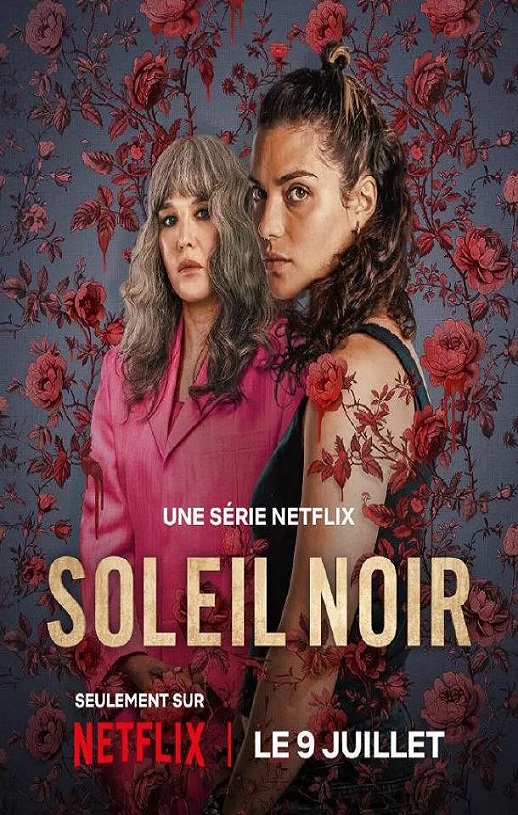 UNE SÉRIE NETFLIX
SOLEIL NOIR
SEULEMENT SUR
NETFLIX | LE 9 JUILLET